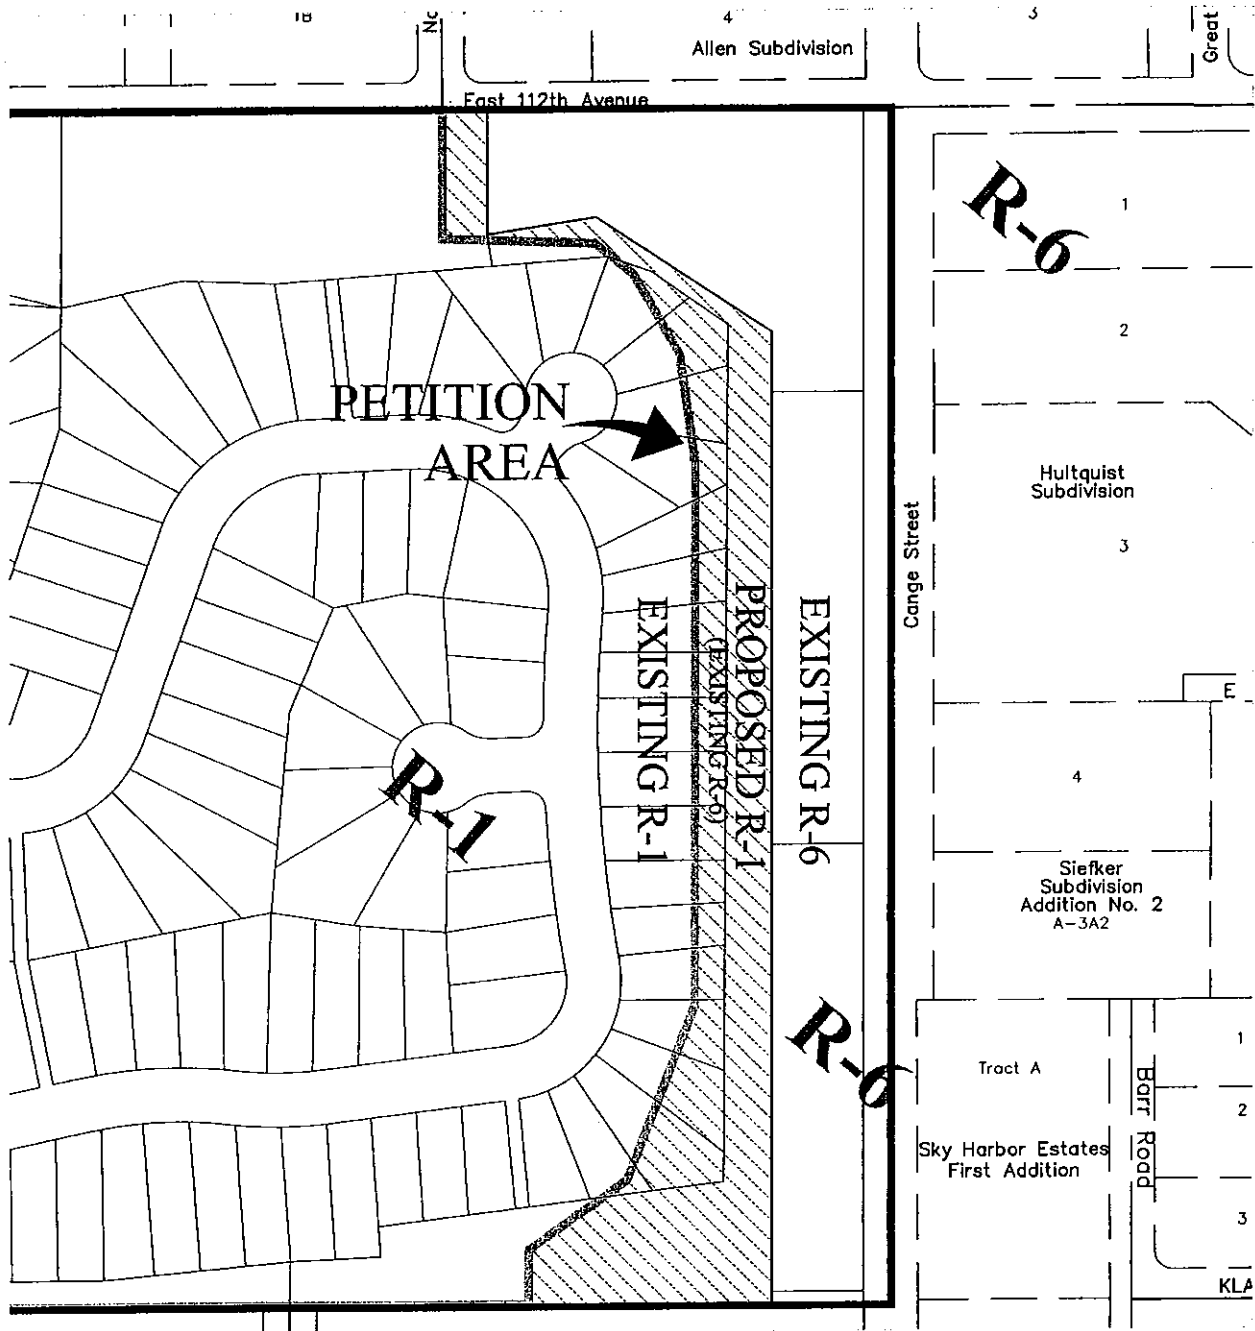 1B
No
4
3
Allen Subdivision
Great
East 112th Avenue
R-6
1
2
PETITION
AREA
Hultquist
Subdivision
3
Cange Street
EXISTING R-1
(EXISTING R-6)
PROPOSED R-1
EXISTING R-6
E
R-1
4
Siefker
Subdivision
Addition No. 2
A-3A2
R-6
Tract A
Barr Road
1
2
Sky Harbor Estates
First Addition
3
KLA